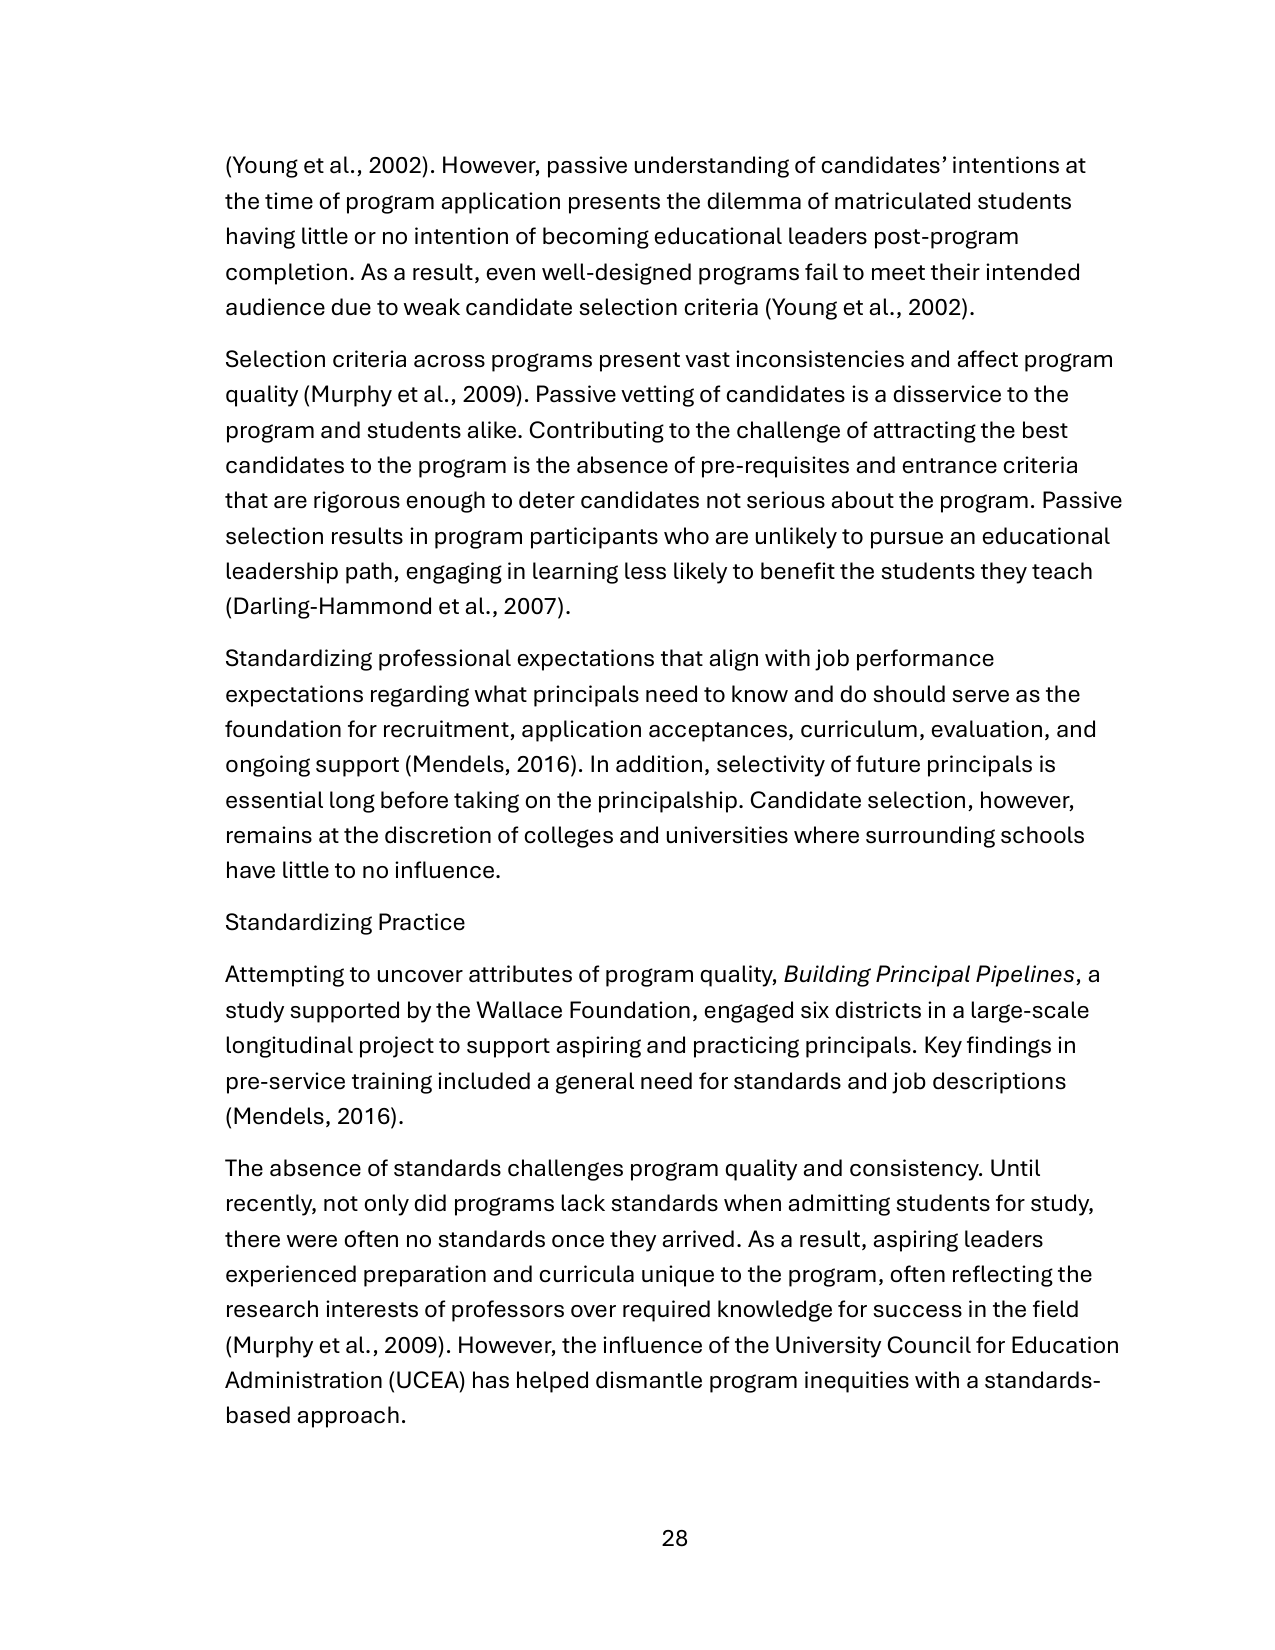 (Young et al., 2002). However, passive understanding of candidates’ intentions at
the time of program application presents the dilemma of matriculated students
having little or no intention of becoming educational leaders post-program
completion. As a result, even well-designed programs fail to meet their intended
audience due to weak candidate selection criteria (Young et al., 2002).
Selection criteria across programs present vast inconsistencies and affect program
quality (Murphy et al., 2009). Passive vetting of candidates is a disservice to the
program and students alike. Contributing to the challenge of attracting the best
candidates to the program is the absence of pre-requisites and entrance criteria
that are rigorous enough to deter candidates not serious about the program. Passive
selection results in program participants who are unlikely to pursue an educational
leadership path, engaging in learning less likely to benefit the students they teach
(Darling-Hammond et al., 2007).
Standardizing professional expectations that align with job performance
expectations regarding what principals need to know and do should serve as the
foundation for recruitment, application acceptances, curriculum, evaluation, and
ongoing support (Mendels, 2016). In addition, selectivity of future principals is
essential long before taking on the principalship. Candidate selection, however,
remains at the discretion of colleges and universities where surrounding schools
have little to no influence.
Standardizing Practice
Attempting to uncover attributes of program quality, Building Principal Pipelines, a
study supported by the Wallace Foundation, engaged six districts in a large-scale
longitudinal project to support aspiring and practicing principals. Key findings in
pre-service training included a general need for standards and job descriptions
(Mendels, 2016).
The absence of standards challenges program quality and consistency. Until
recently, not only did programs lack standards when admitting students for study,
there were often no standards once they arrived. As a result, aspiring leaders
experienced preparation and curricula unique to the program, often reflecting the
research interests of professors over required knowledge for success in the field
(Murphy et al., 2009). However, the influence of the University Council for Education
Administration (UCEA) has helped dismantle program inequities with a standards-
based approach.
28